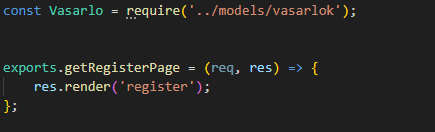 const Vasarlo = require('../models/vasarlok');
exports.getRegisterPage = (req, res) => {
    res.render('register');
};